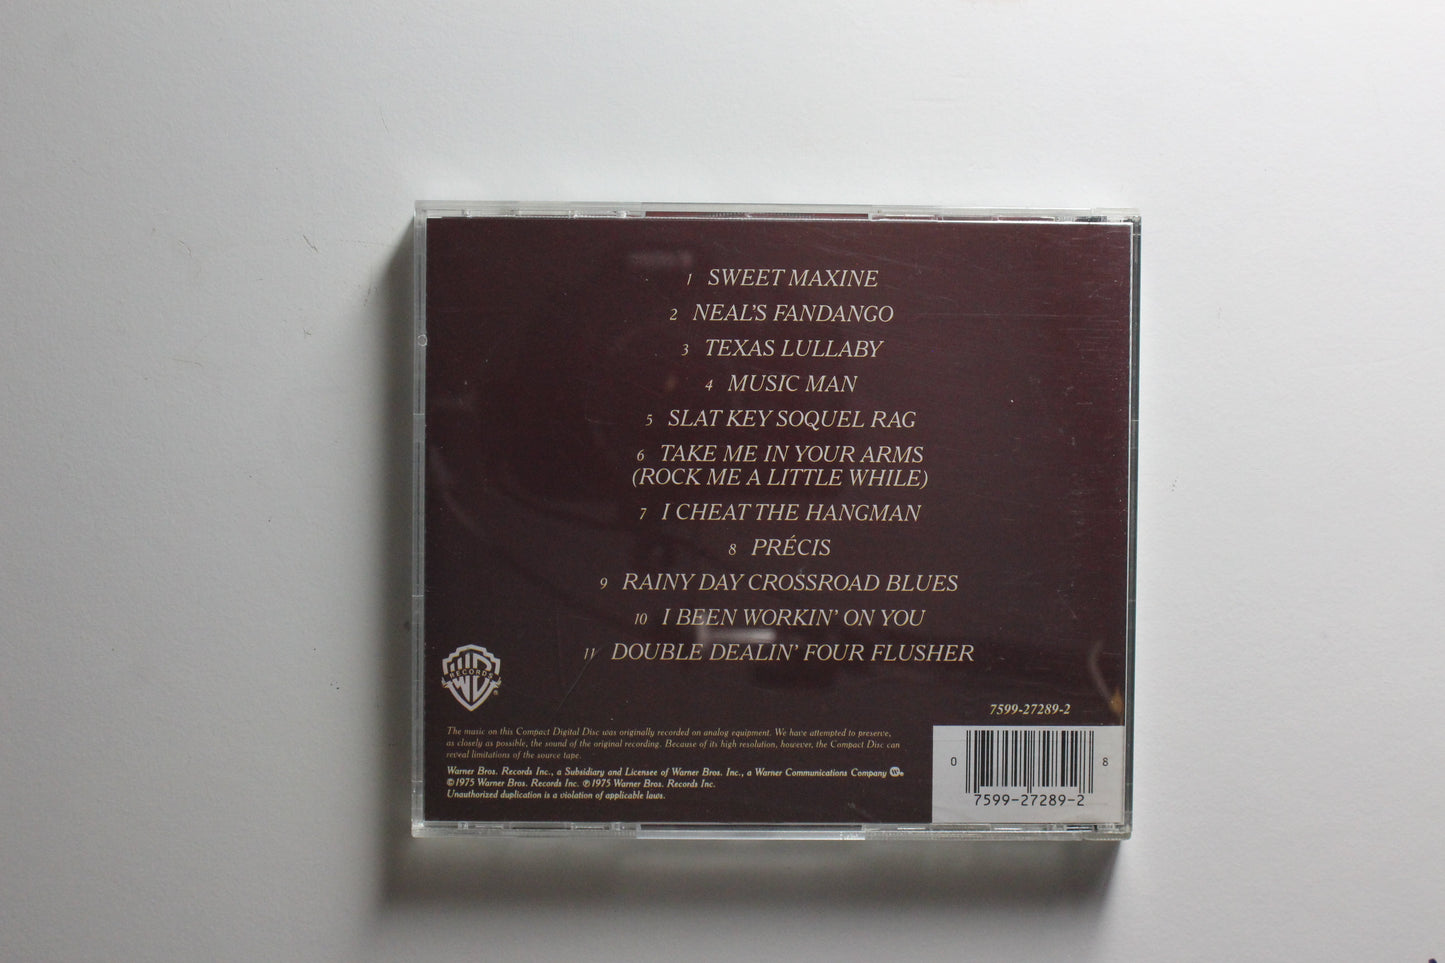 1 SWEET MAXINE
2 NEAL'S FANDANGO
3 TEXAS LULLABY
4 MUSIC MAN
5 SLAT KEY SOQUEL RAG
6 TAKE ME IN YOUR ARMS
(ROCK ME A LITTLE WHILE)
7 I CHEAT THE HANGMAN
8 PRÉCIS
9 RAINY DAY CROSSROAD BLUES
10 I BEEN WORKIN' ON YOU
11 DOUBLE DEALIN' FOUR FLUSHER
WB
RECORDS
®
7599-27289-2
The music on this Compact Digital Disc was originally recorded on analog equipment. We have attempted to preserve,
as closely as possible, the sound of the original recording. Because of its high resolution, however, the Compact Disc can
reveal limitations of the source tape.
Warner Bros. Records Inc., a Subsidiary and Licensee of Warner Bros. Inc., a Warner Communications Company
© 1975 Warner Bros. Records Inc. ℗ 1975 Warner Bros. Records Inc.
Unauthorized duplication is a violation of applicable laws.
0 8
7599-27289-2